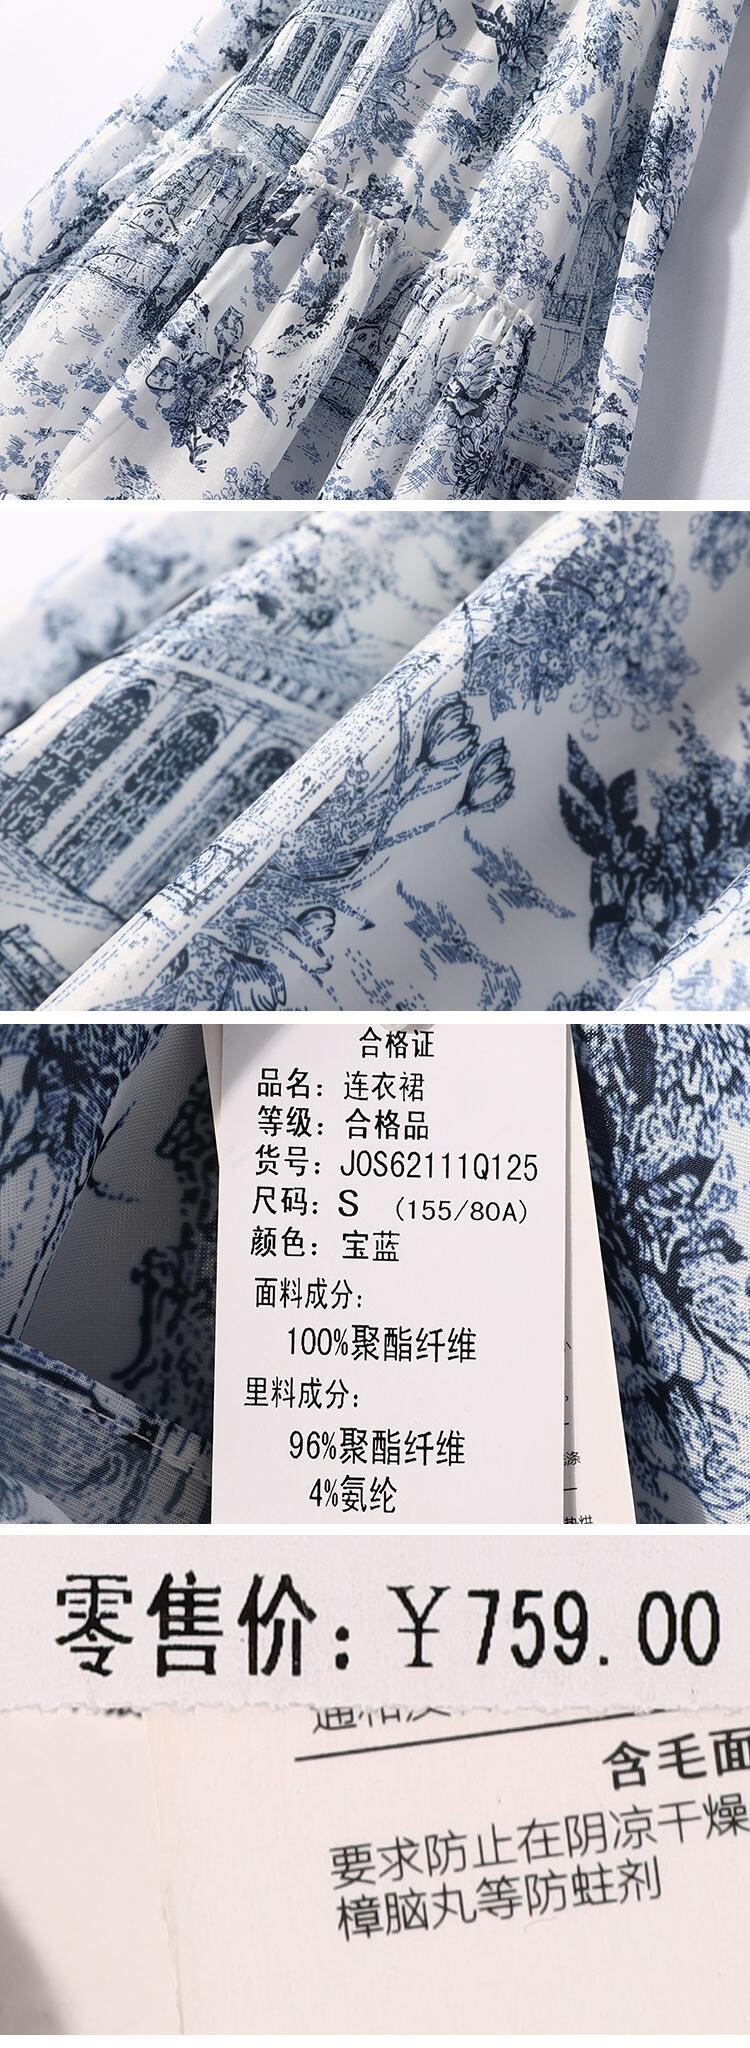 合格证
品名：连衣裙
等级：合格品
货号：JOS62111Q125
尺码：S (155/80A)
颜色：宝蓝
面料成分：
100%聚酯纤维
里料成分：
96%聚酯纤维
4%氨纶
涤
零售价：￥759.00
含毛面
要求防止在阴凉干燥
樟脑丸等防蛀剂